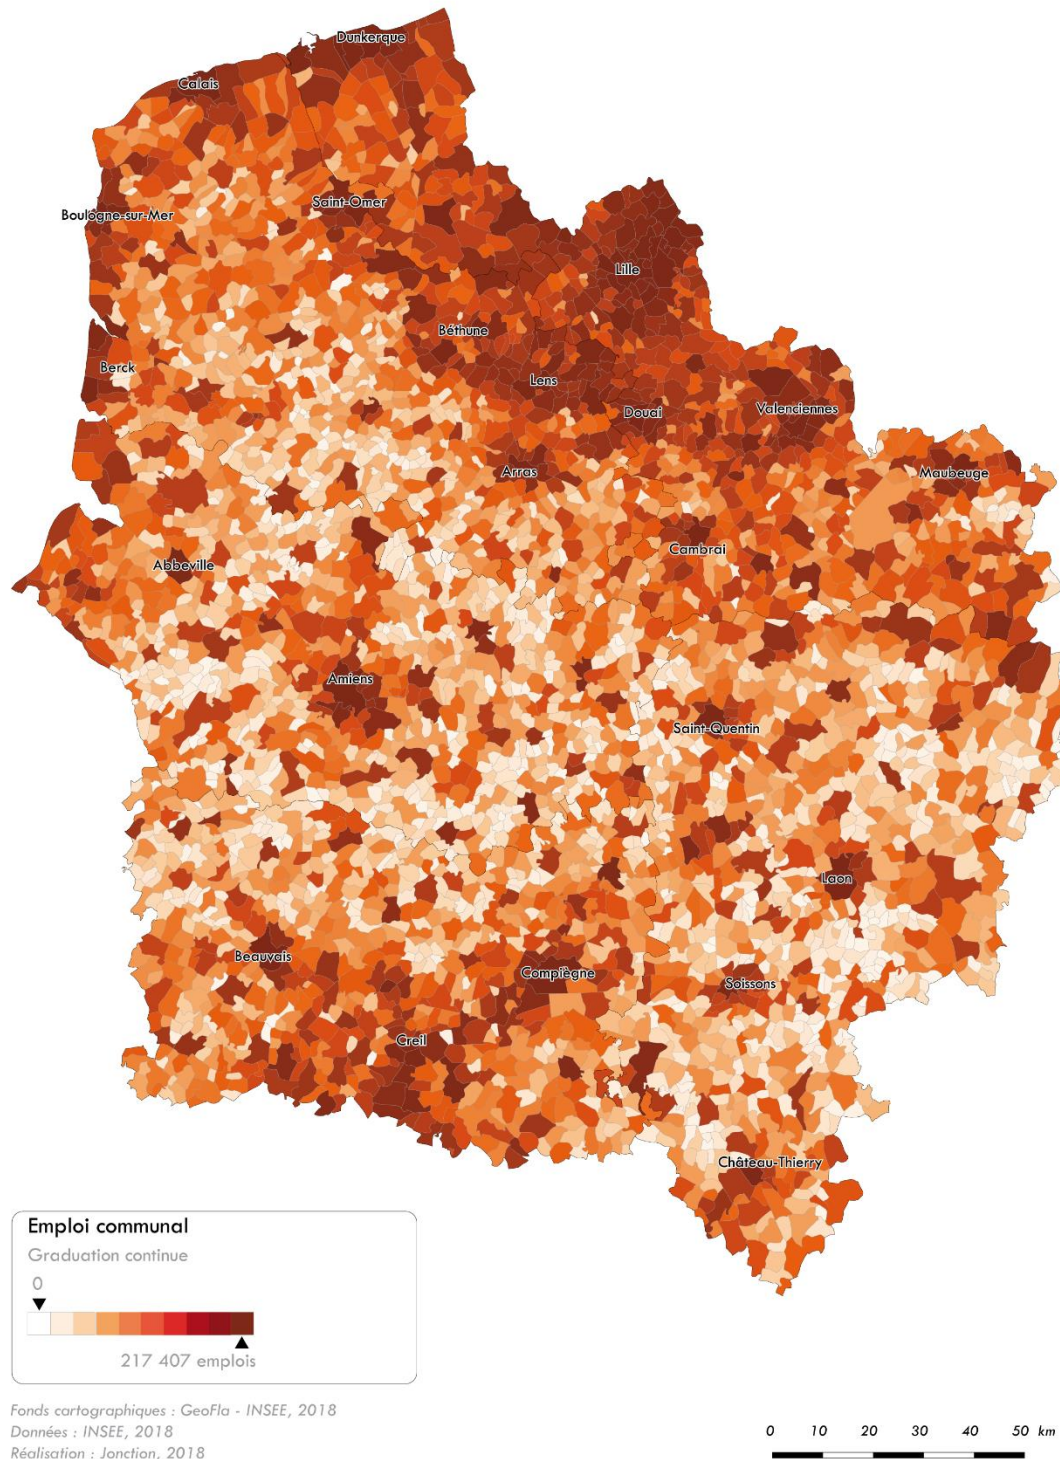 Dunkerque
Calais
Saint-Omer
Boulogne-sur-Mer
Lille
Béthune
Berck
Lens
Valenciennes
Douai
Arras
Maubeuge
Cambrai
Abbeville
Amiens
Saint-Quentin
Laon
Beauvais
Compiègne
Soissons
Creil
Château-Thierry
Emploi communal
Graduation continue
0
217 407 emplois
Fonds cartographiques : GeoFla - INSEE, 2018
Données : INSEE, 2018
Réalisation : Jonction, 2018
0 10 20 30 40 50 km